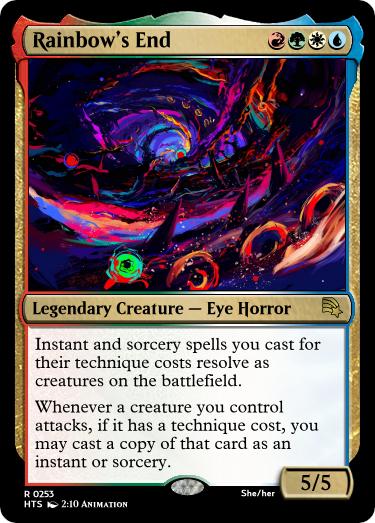 Rainbow's End
Legendary Creature — Eye Horror
Instant and sorcery spells you cast for
their technique costs resolve as
creatures on the battlefield.
Whenever a creature you control
attacks, if it has a technique cost, you
may cast a copy of that card as an
instant or sorcery.
5/5
R 0253
She/her
HTS 2:10 Animation